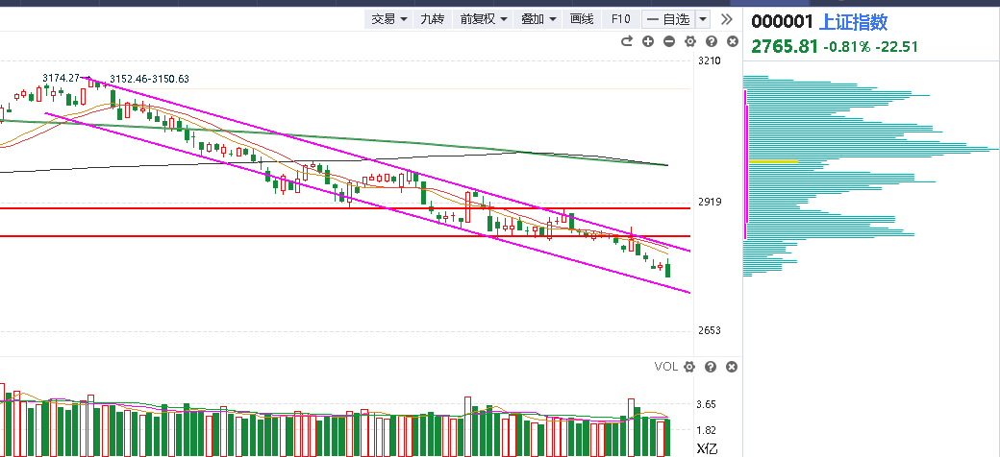 交易 九转 前复权 叠加 画线 F10 一 自选
000001 上证指数
2765.81 -0.81% -22.51
3210
3174.27
3152.46-3150.63
2919
2653
VOL
3.65
1.82
X亿